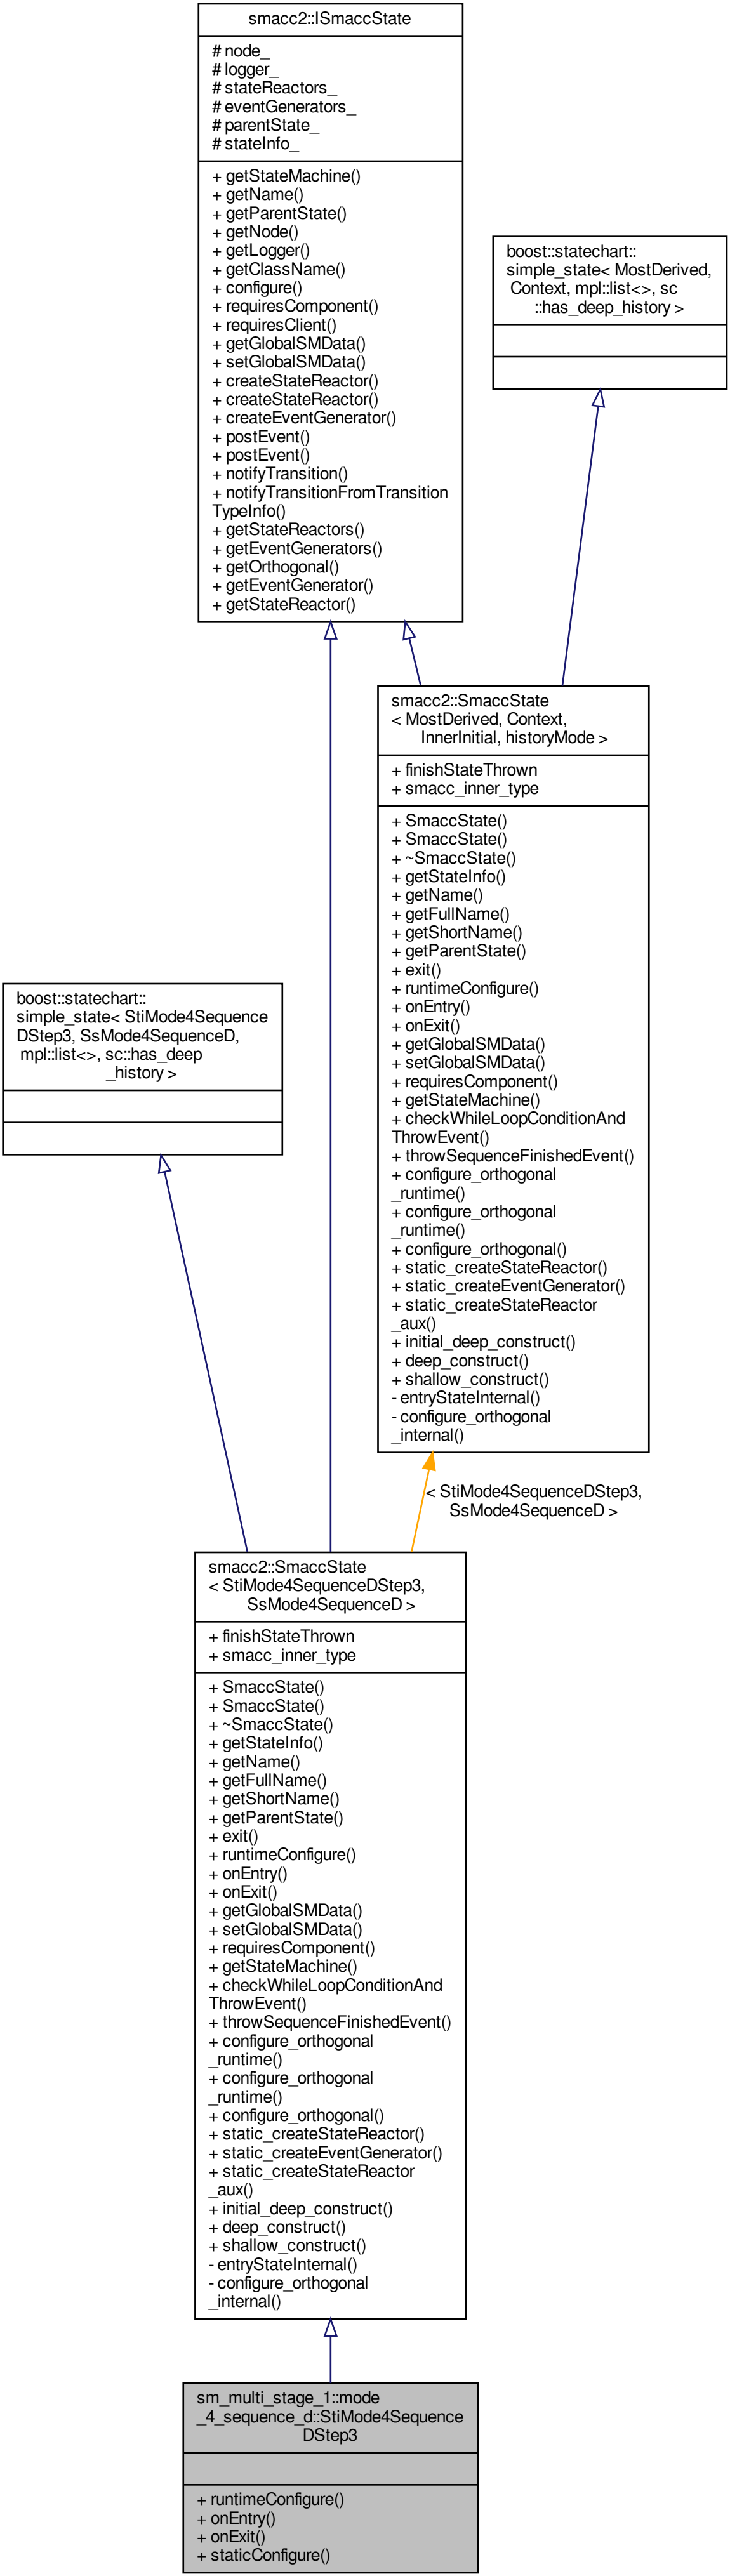 smacc2::ISmaccState
# node_
# logger_
# stateReactors_
# eventGenerators_
# parentState_
# stateInfo_
+ getStateMachine()
+ getName()
+ getParentState()
+ getNode()
+ getLogger()
+ getClassName()
+ configure()
+ requiresComponent()
+ requiresClient()
+ getGlobalSMData()
+ setGlobalSMData()
+ createStateReactor()
+ createStateReactor()
+ createEventGenerator()
+ postEvent()
+ postEvent()
+ notifyTransition()
+ notifyTransitionFromTransition
TypeInfo()
+ getStateReactors()
+ getEventGenerators()
+ getOrthogonal()
+ getEventGenerator()
+ getStateReactor()
boost::statechart::
simple_state< MostDerived,
Context, mpl::list<>, sc
::has_deep_history >
smacc2::SmaccState
< MostDerived, Context,
InnerInitial, historyMode >
+ finishStateThrown
+ smacc_inner_type
+ SmaccState()
+ SmaccState()
+ ~SmaccState()
+ getStateInfo()
+ getName()
+ getFullName()
+ getShortName()
+ getParentState()
+ exit()
+ runtimeConfigure()
+ onEntry()
+ onExit()
+ getGlobalSMData()
+ setGlobalSMData()
+ requiresComponent()
+ getStateMachine()
+ checkWhileLoopConditionAnd
ThrowEvent()
+ throwSequenceFinishedEvent()
+ configure_orthogonal
_runtime()
+ configure_orthogonal
_runtime()
+ configure_orthogonal()
+ static_createStateReactor()
+ static_createEventGenerator()
+ static_createStateReactor
_aux()
+ initial_deep_construct()
+ deep_construct()
+ shallow_construct()
- entryStateInternal()
- configure_orthogonal
_internal()
boost::statechart::
simple_state< StiMode4Sequence
DStep3, SsMode4SequenceD,
mpl::list<>, sc::has_deep
_history >
< StiMode4SequenceDStep3,
SsMode4SequenceD >
smacc2::SmaccState
< StiMode4SequenceDStep3,
SsMode4SequenceD >
+ finishStateThrown
+ smacc_inner_type
+ SmaccState()
+ SmaccState()
+ ~SmaccState()
+ getStateInfo()
+ getName()
+ getFullName()
+ getShortName()
+ getParentState()
+ exit()
+ runtimeConfigure()
+ onEntry()
+ onExit()
+ getGlobalSMData()
+ setGlobalSMData()
+ requiresComponent()
+ getStateMachine()
+ checkWhileLoopConditionAnd
ThrowEvent()
+ throwSequenceFinishedEvent()
+ configure_orthogonal
_runtime()
+ configure_orthogonal
_runtime()
+ configure_orthogonal()
+ static_createStateReactor()
+ static_createEventGenerator()
+ static_createStateReactor
_aux()
+ initial_deep_construct()
+ deep_construct()
+ shallow_construct()
- entryStateInternal()
- configure_orthogonal
_internal()
sm_multi_stage_1::mode
_4_sequence_d::StiMode4Sequence
DStep3
+ runtimeConfigure()
+ onEntry()
+ onExit()
+ staticConfigure()